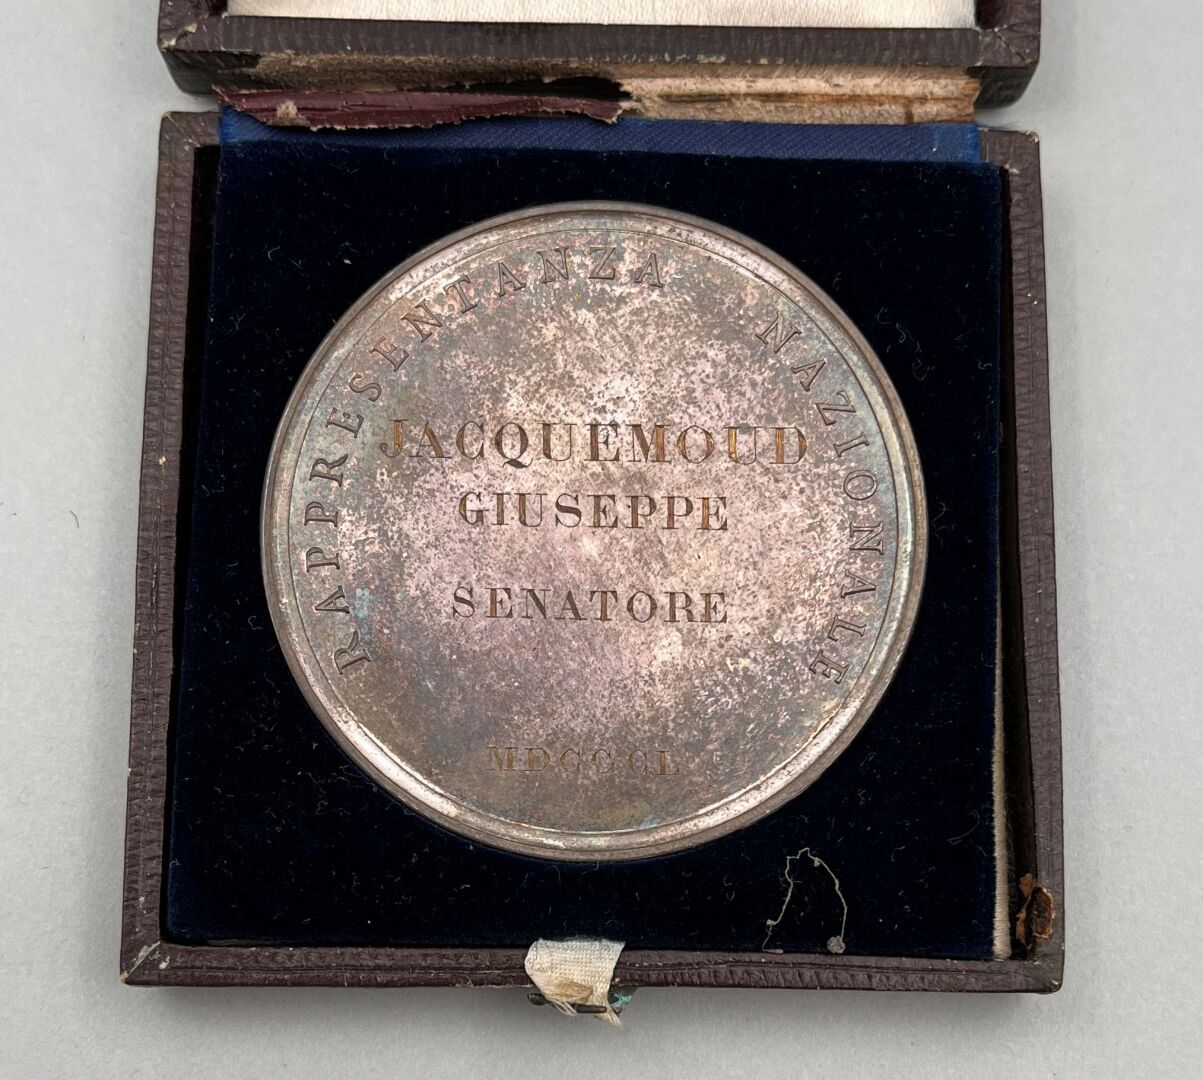 RAPPRESENTANZA NAZIONALE
JACQUEMOUD
GIUSEPPE
SENATORE
MDCCCL